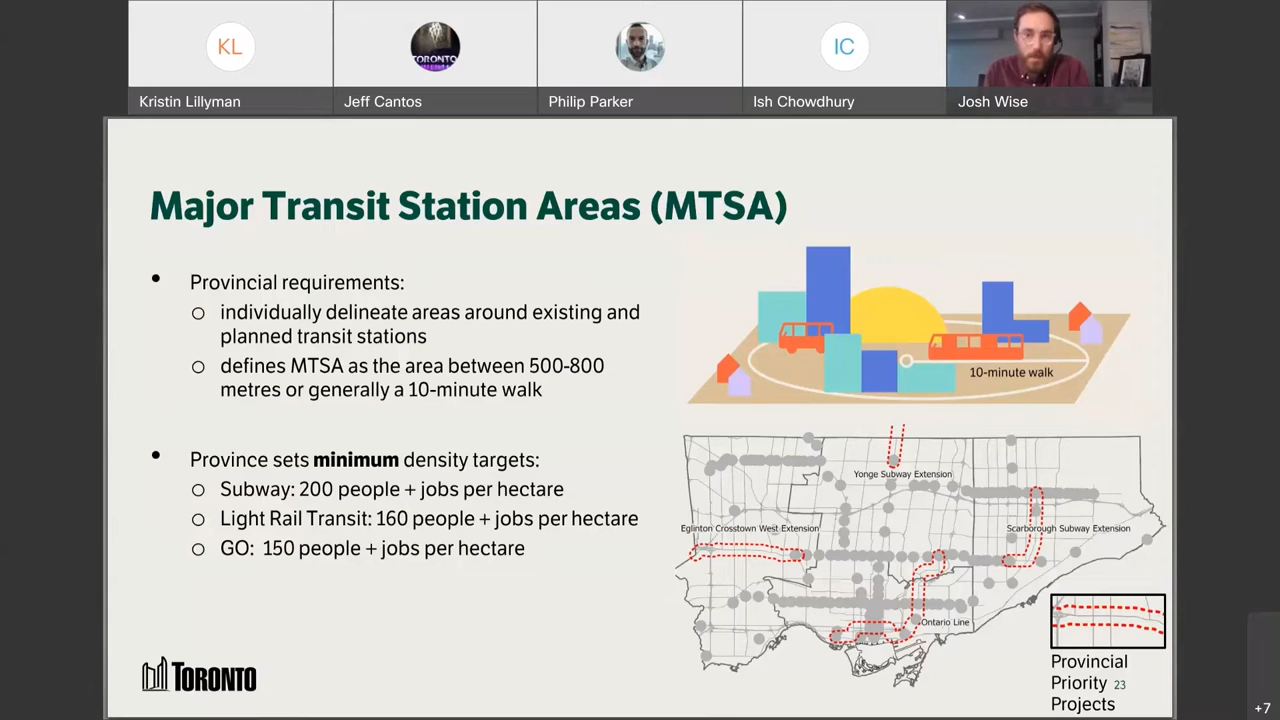 KL
TORONTO
IC
Kristin Lillyman
Jeff Cantos
Philip Parker
Ish Chowdhury
Josh Wise
Major Transit Station Areas (MTSA)
• Provincial requirements:
○ individually delineate areas around existing and
planned transit stations
○ defines MTSA as the area between 500-800
metres or generally a 10-minute walk
• Province sets minimum density targets:
○ Subway: 200 people + jobs per hectare
○ Light Rail Transit: 160 people + jobs per hectare
○ GO: 150 people + jobs per hectare
10-minute walk
Yonge Subway Extension
Eglinton Crosstown West Extension
Scarborough Subway Extension
Ontario Line
Provincial
Priority 23
Projects
TORONTO
+7